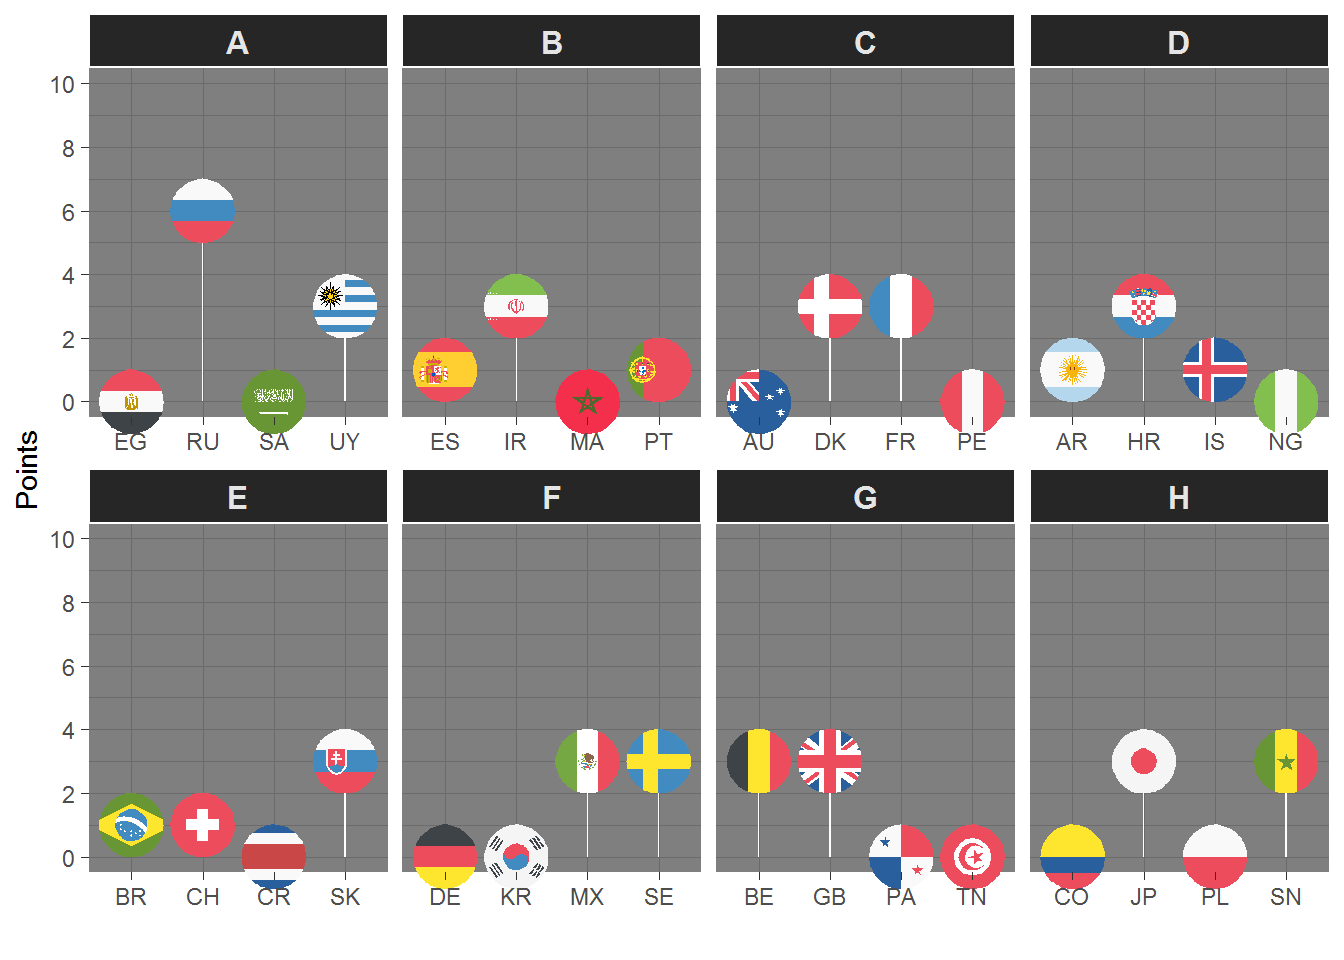 A B C D
10
8
6
4
2
0
EG RU SA UY ES IR MA PT AU DK FR PE AR HR IS NG
Points
E F G H
10
8
6
4
2
0
BR CH CR SK DE KR MX SE BE GB PA TN CO JP PL SN